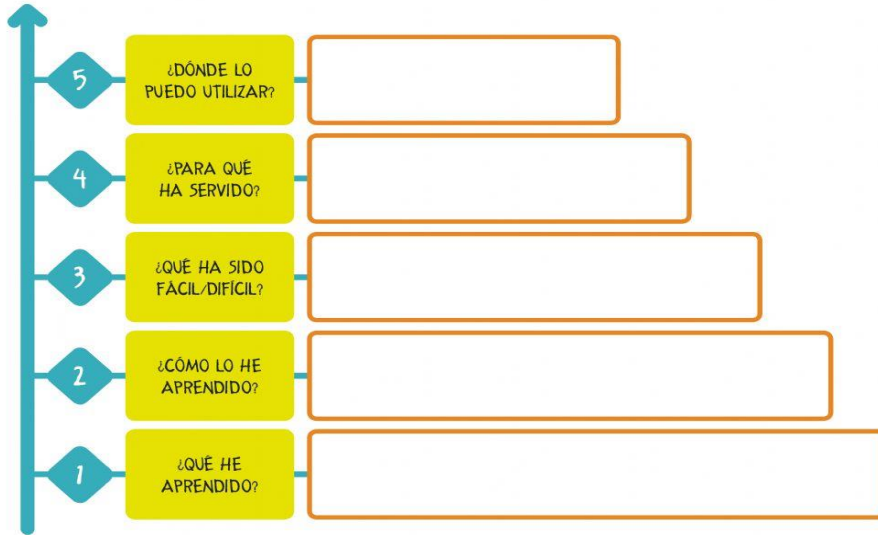 5
¿DÓNDE LO
PUEDO UTILIZAR?
4
¿PARA QUÉ
HA SERVIDO?
3
¿QUÉ HA SIDO
FÁCIL/DIFÍCIL?
2
¿CÓMO LO HE
APRENDIDO?
1
¿QUÉ HE
APRENDIDO?